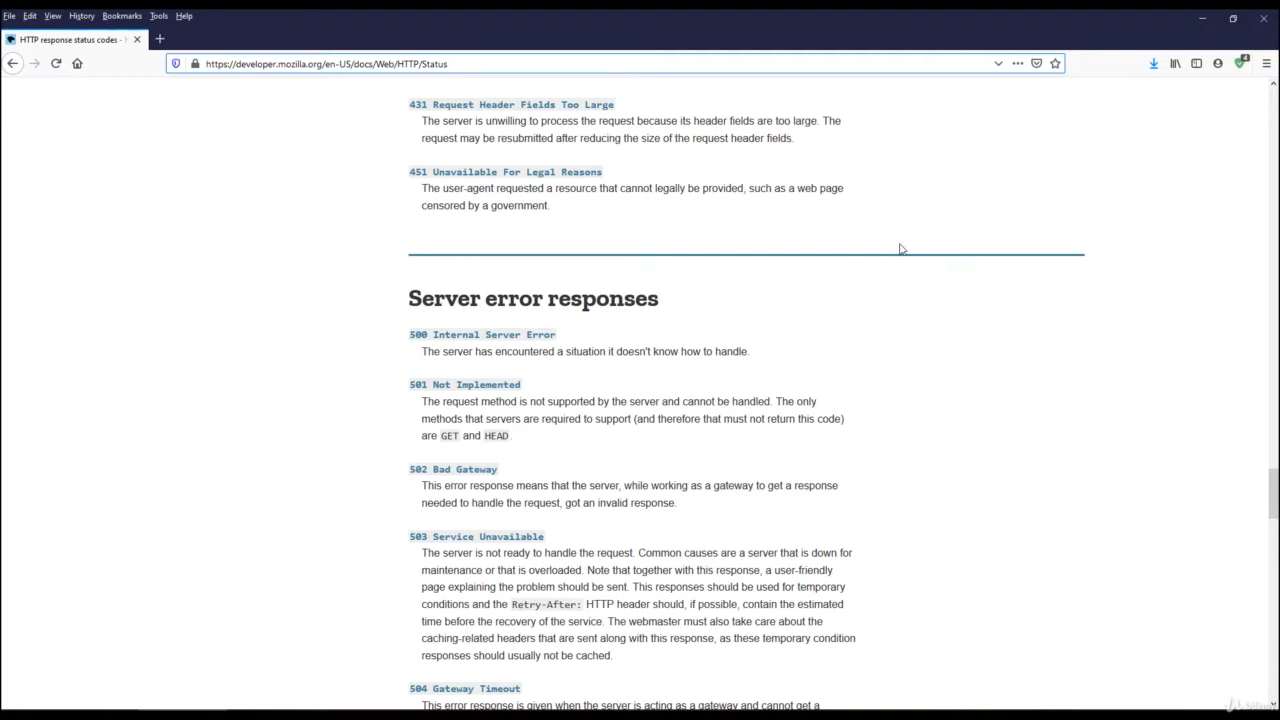 File Edit View History Bookmarks Tools Help
HTTP response status codes -
https://developer.mozilla.org/en-US/docs/Web/HTTP/Status
4
431 Request Header Fields Too Large
The server is unwilling to process the request because its header fields are too large. The
request may be resubmitted after reducing the size of the request header fields.
451 Unavailable For Legal Reasons
The user-agent requested a resource that cannot legally be provided, such as a web page
censored by a government.
Server error responses
500 Internal Server Error
The server has encountered a situation it doesn't know how to handle.
501 Not Implemented
The request method is not supported by the server and cannot be handled. The only
methods that servers are required to support (and therefore that must not return this code)
are GET and HEAD.
502 Bad Gateway
This error response means that the server, while working as a gateway to get a response
needed to handle the request, got an invalid response.
503 Service Unavailable
The server is not ready to handle the request. Common causes are a server that is down for
maintenance or that is overloaded. Note that together with this response, a user-friendly
page explaining the problem should be sent. This responses should be used for temporary
conditions and the Retry-After: HTTP header should, if possible, contain the estimated
time before the recovery of the service. The webmaster must also take care about the
caching-related headers that are sent along with this response, as these temporary condition
responses should usually not be cached.
504 Gateway Timeout
This error response is given when the server is acting as a gateway and cannot get a